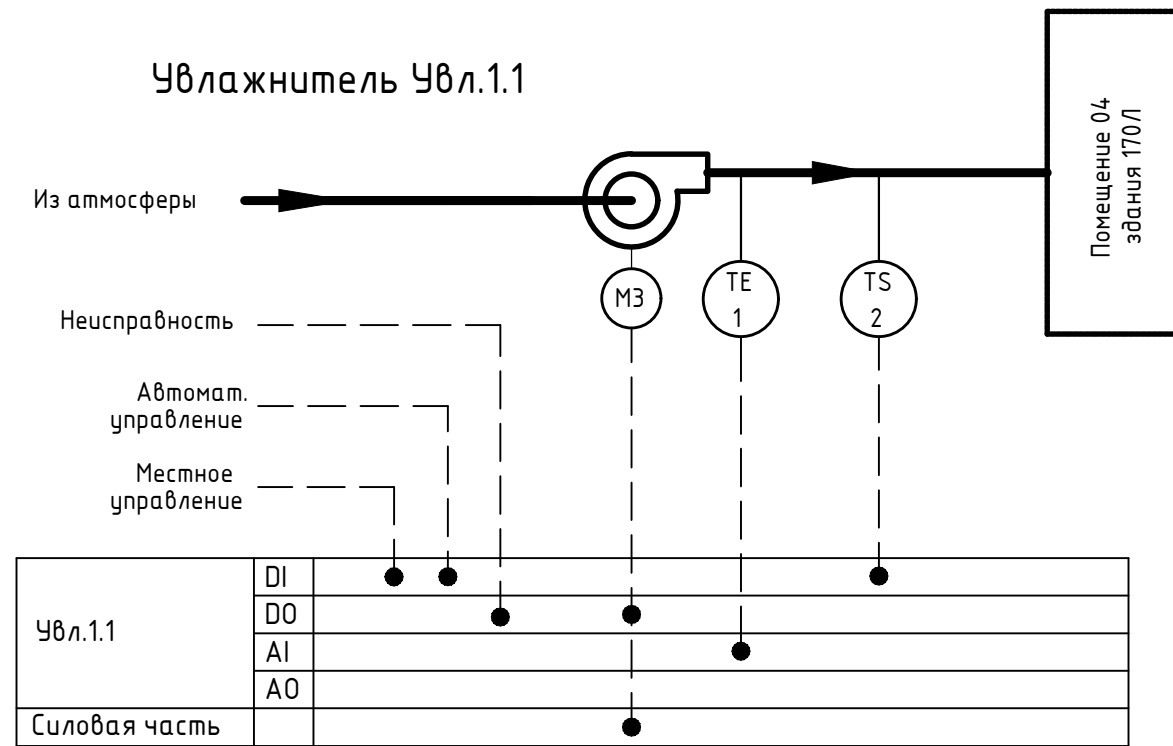 Увлажнитель Увл.1.1
Помещение 04
здания 170Л
Из атмосферы
М3
TE
1
TS
2
Неисправность
Автомат.
управление
Местное
управление
Увл.1.1
DI
DO
AI
AO
Силовая часть